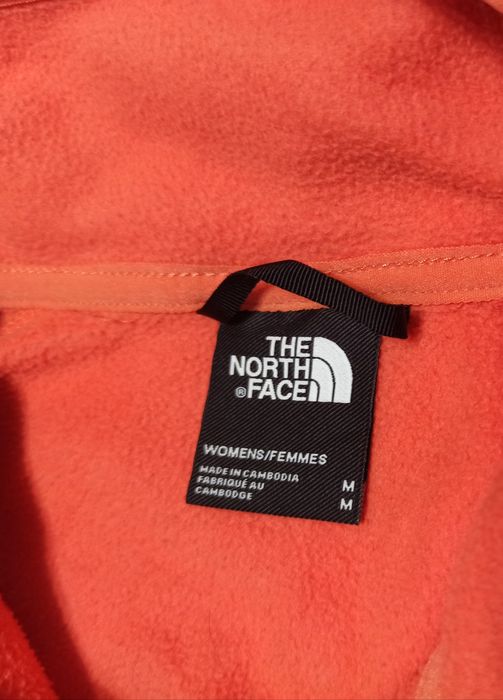 THE
NORTH
® FACE
WOMENS/FEMMES
MADE IN CAMBODIA
FABRIQUÉ AU
CAMBODGE
M
M